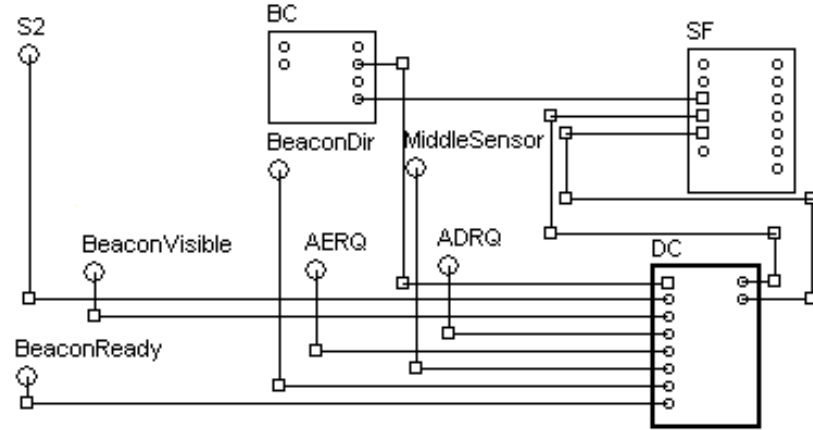 S2
BC
SF
BeaconDir
MiddleSensor
BeaconVisible
AERQ
ADRQ
DC
BeaconReady